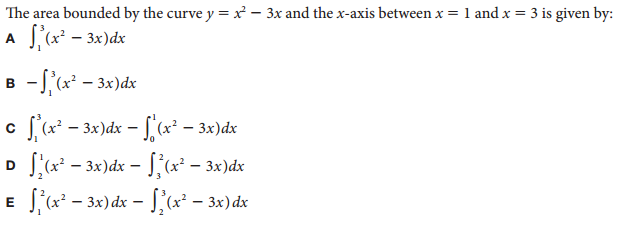 The area bounded by the curve y = x² − 3x and the x-axis between x = 1 and x = 3 is given by:
A ∫₁³(x² − 3x)dx
B −∫₁³(x² − 3x)dx
C ∫₁³(x² − 3x)dx − ∫₀¹(x² − 3x)dx
D ∫₂¹(x² − 3x)dx − ∫₃²(x² − 3x)dx
E ∫₁²(x² − 3x) dx − ∫₂³(x² − 3x) dx